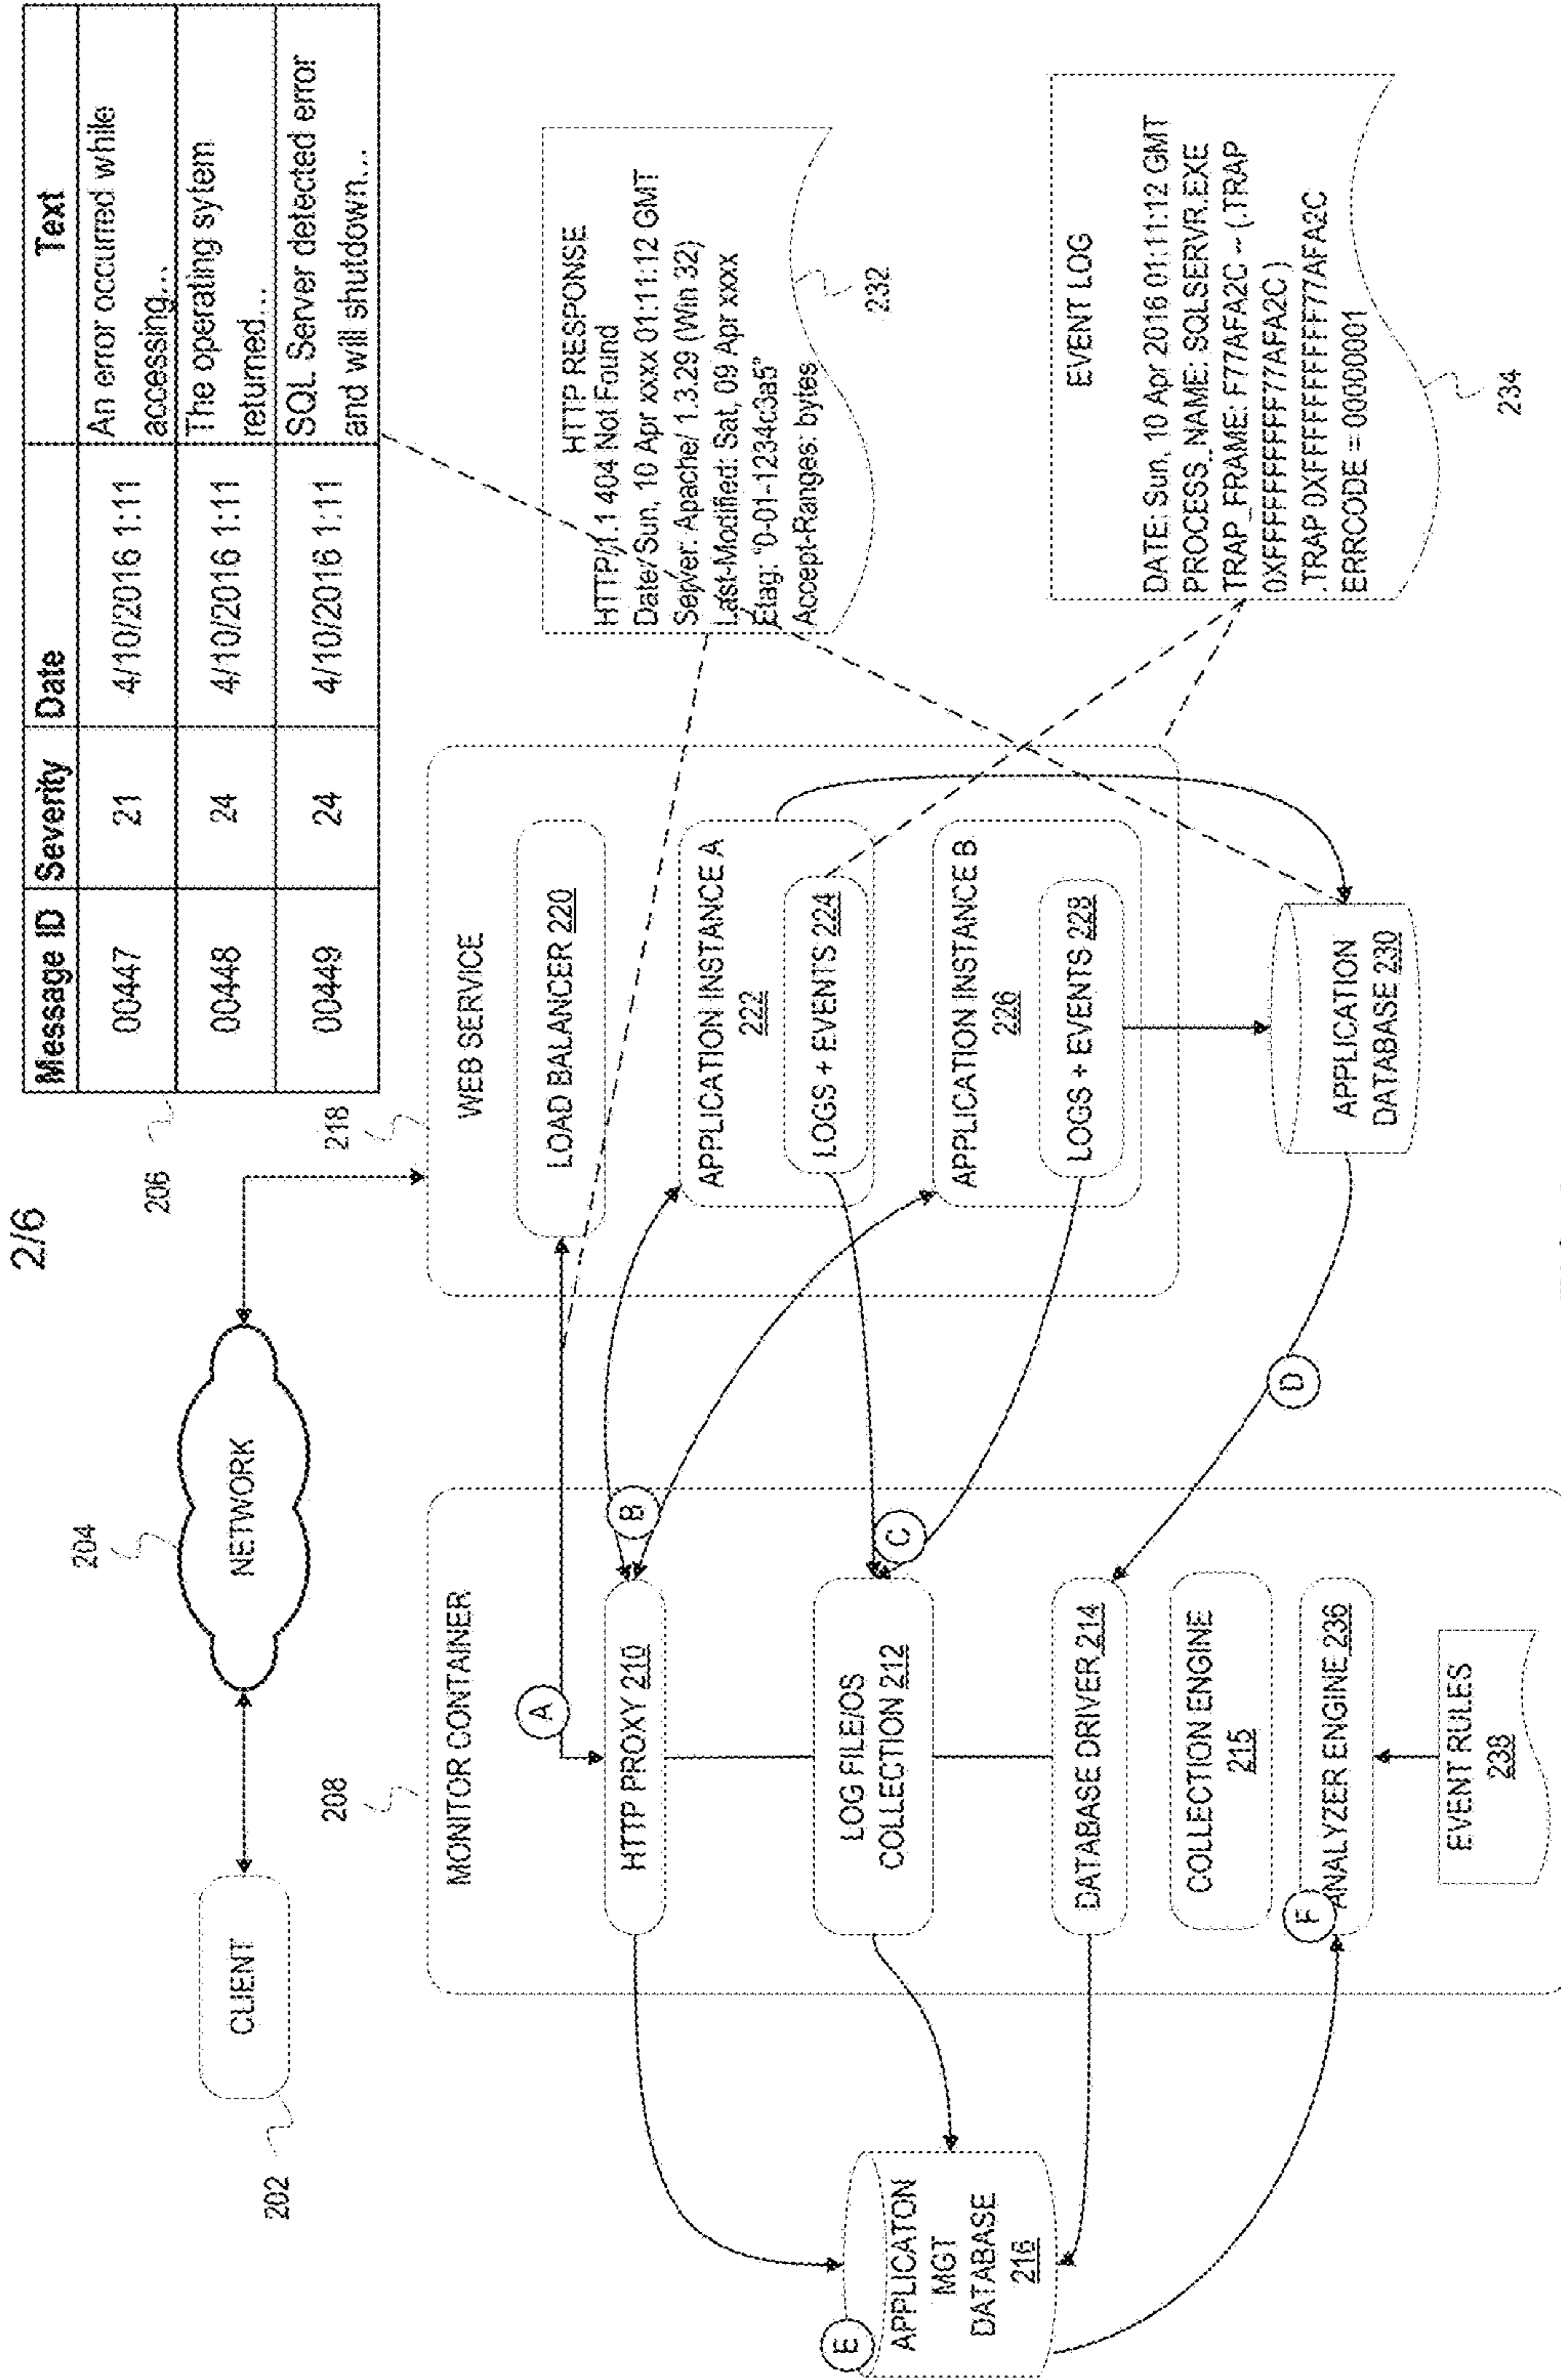 2/6
Message ID Severity Date Text
00447 21 4/10/2016 1:11 An error occurred while
accessing...
00448 24 4/10/2016 1:11 The operating sytem
returned...
00449 24 4/10/2016 1:11 SQL Server detected error
and will shutdown...
206
202
CLIENT
204
NETWORK
218
WEB SERVICE
LOAD BALANCER 220
APPLICATION INSTANCE A
222
LOGS + EVENTS 224
APPLICATION INSTANCE B
226
LOGS + EVENTS 228
APPLICATION
DATABASE 230
HTTP RESPONSE
HTTP/1.1 404 Not Found
Date/ Sun, 10 Apr xxxx 01:11:12 GMT
Server: Apache/ 1.3.29 (Win 32)
Last-Modified: Sat, 09 Apr xxxx
Etag: "0-01-1234c3a5"
Accept-Ranges: bytes
232
EVENT LOG
DATE: Sun, 10 Apr 2016 01:11:12 GMT
PROCESS_NAME: SQLSERVR.EXE
TRAP_FRAME: F77AFA2C -- (.TRAP
.TRAP
ERRCODE = 00000001
234
208
MONITOR CONTAINER
A
HTTP PROXY 210
B
LOG FILE/OS
COLLECTION 212
C
DATABASE DRIVER 214
D
COLLECTION ENGINE
215
F
ANALYZER ENGINE 236
EVENT RULES
238
E
APPLICATON
MGT
DATABASE
216